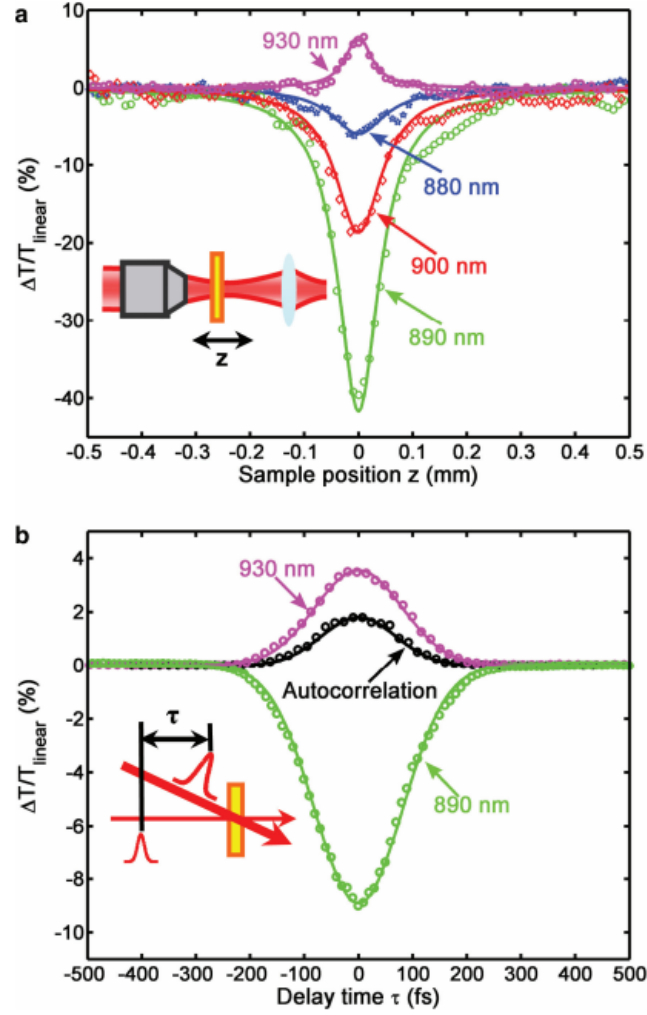 a
10
930 nm
0
880 nm
-10
900 nm
-20
890 nm
-30
z
-40
ΔT/T_linear (%)
-0.5 -0.4 -0.3 -0.2 -0.1 0 0.1 0.2 0.3 0.4 0.5
Sample position z (mm)
b
4
930 nm
2
0
Autocorrelation
-2
τ
-4
890 nm
-6
-8
-10
ΔT/T_linear (%)
-500 -400 -300 -200 -100 0 100 200 300 400 500
Delay time τ (fs)